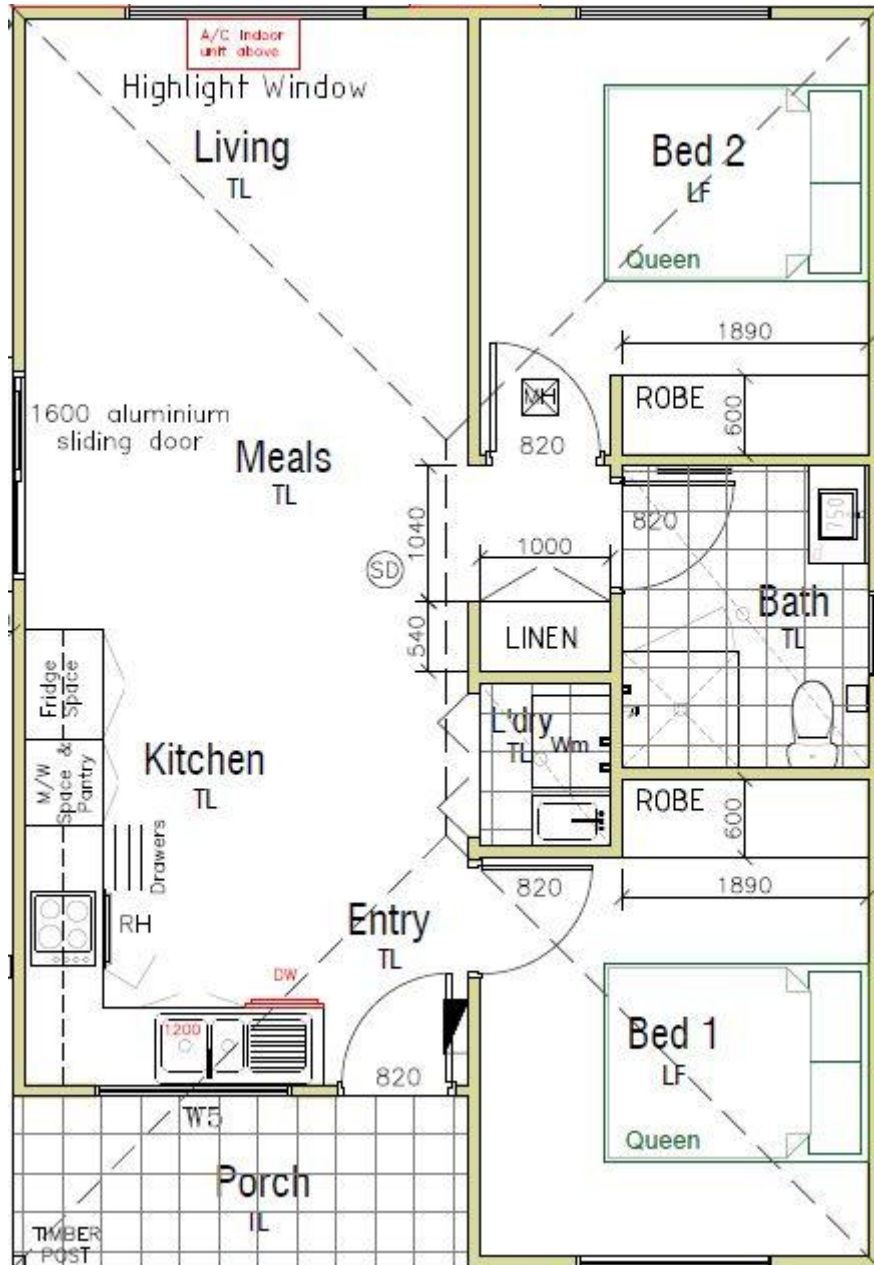 A/C Indoor
unit above
Highlight Window
Living
TL
Bed 2
LF
Queen
1890
ROBE
600
MH
820
1600 aluminium
sliding door
Meals
TL
1040
SD
1000
540
LINEN
820
750
Bath
TL
Fridge
Space
M/W
Space &
Pantry
Kitchen
TL
L'dry
TL
Wm
ROBE
600
1890
Drawers
RH
820
Entry
TL
DW
1200
820
Bed 1
LF
Queen
W5
Porch
TL
TIMBER
POST